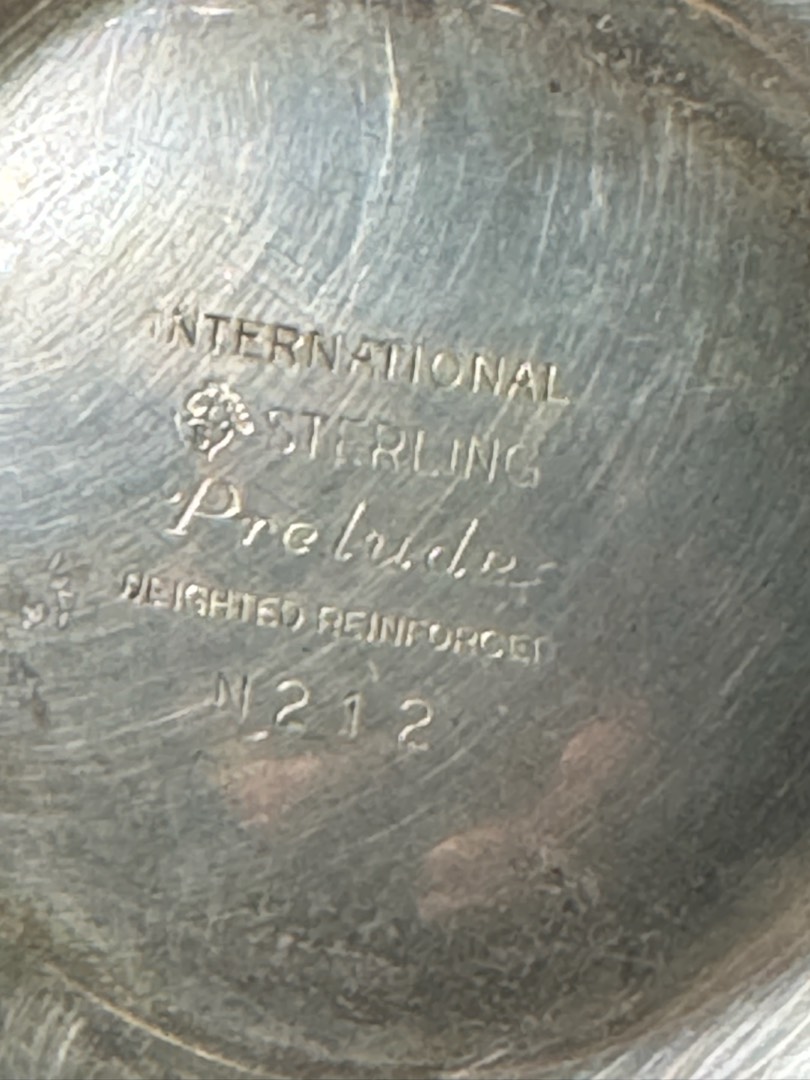 INTERNATIONAL
STERLING
Prelude
WEIGHTED REINFORCED
N212